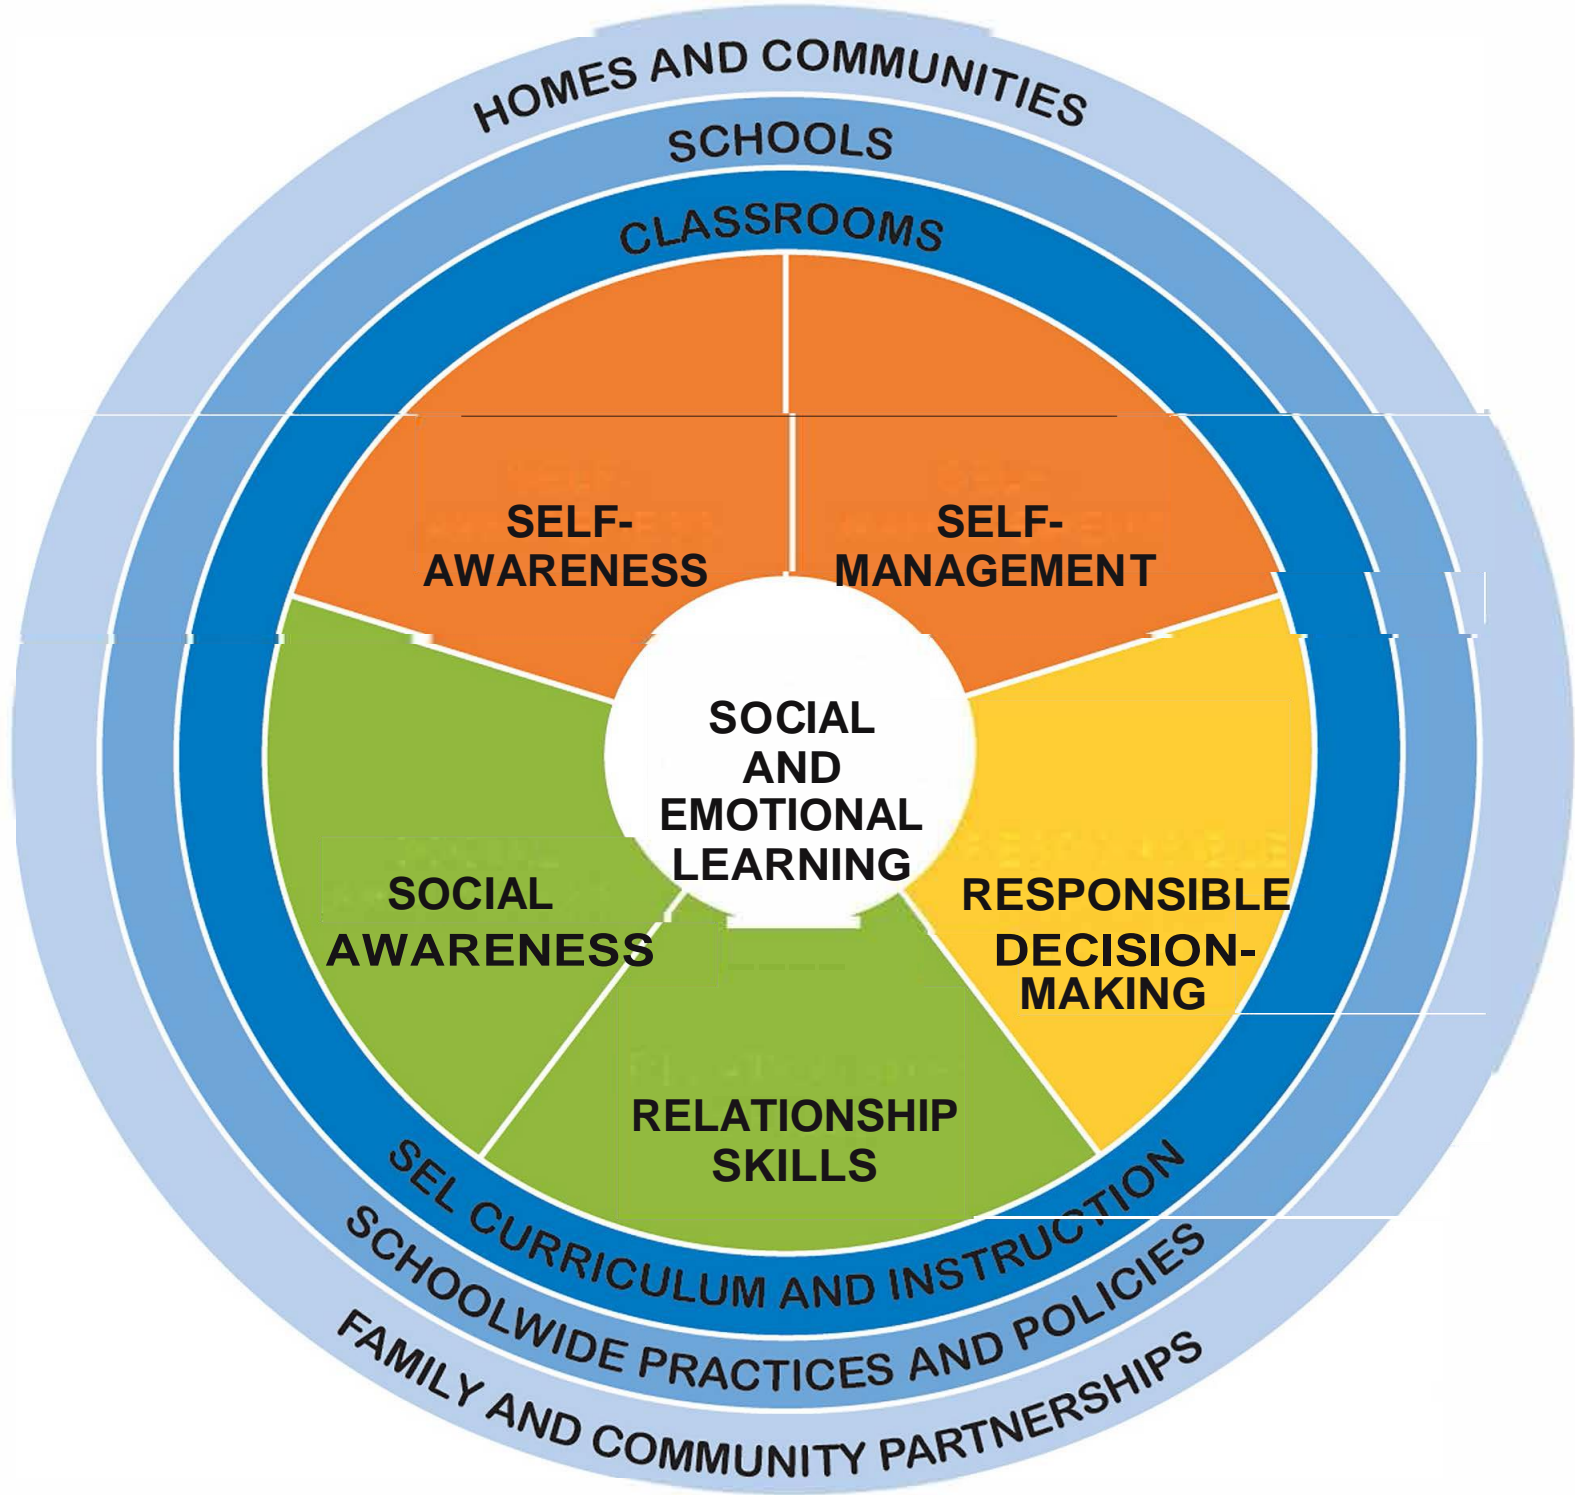 HOMES AND COMMUNITIES
SCHOOLS
CLASSROOMS
SELF-
AWARENESS
SELF-
MANAGEMENT
SOCIAL
AND
EMOTIONAL
LEARNING
SOCIAL
AWARENESS
RESPONSIBLE
DECISION-
MAKING
RELATIONSHIP
SKILLS
SEL CURRICULUM AND INSTRUCTION
SCHOOLWIDE PRACTICES AND POLICIES
FAMILY AND COMMUNITY PARTNERSHIPS